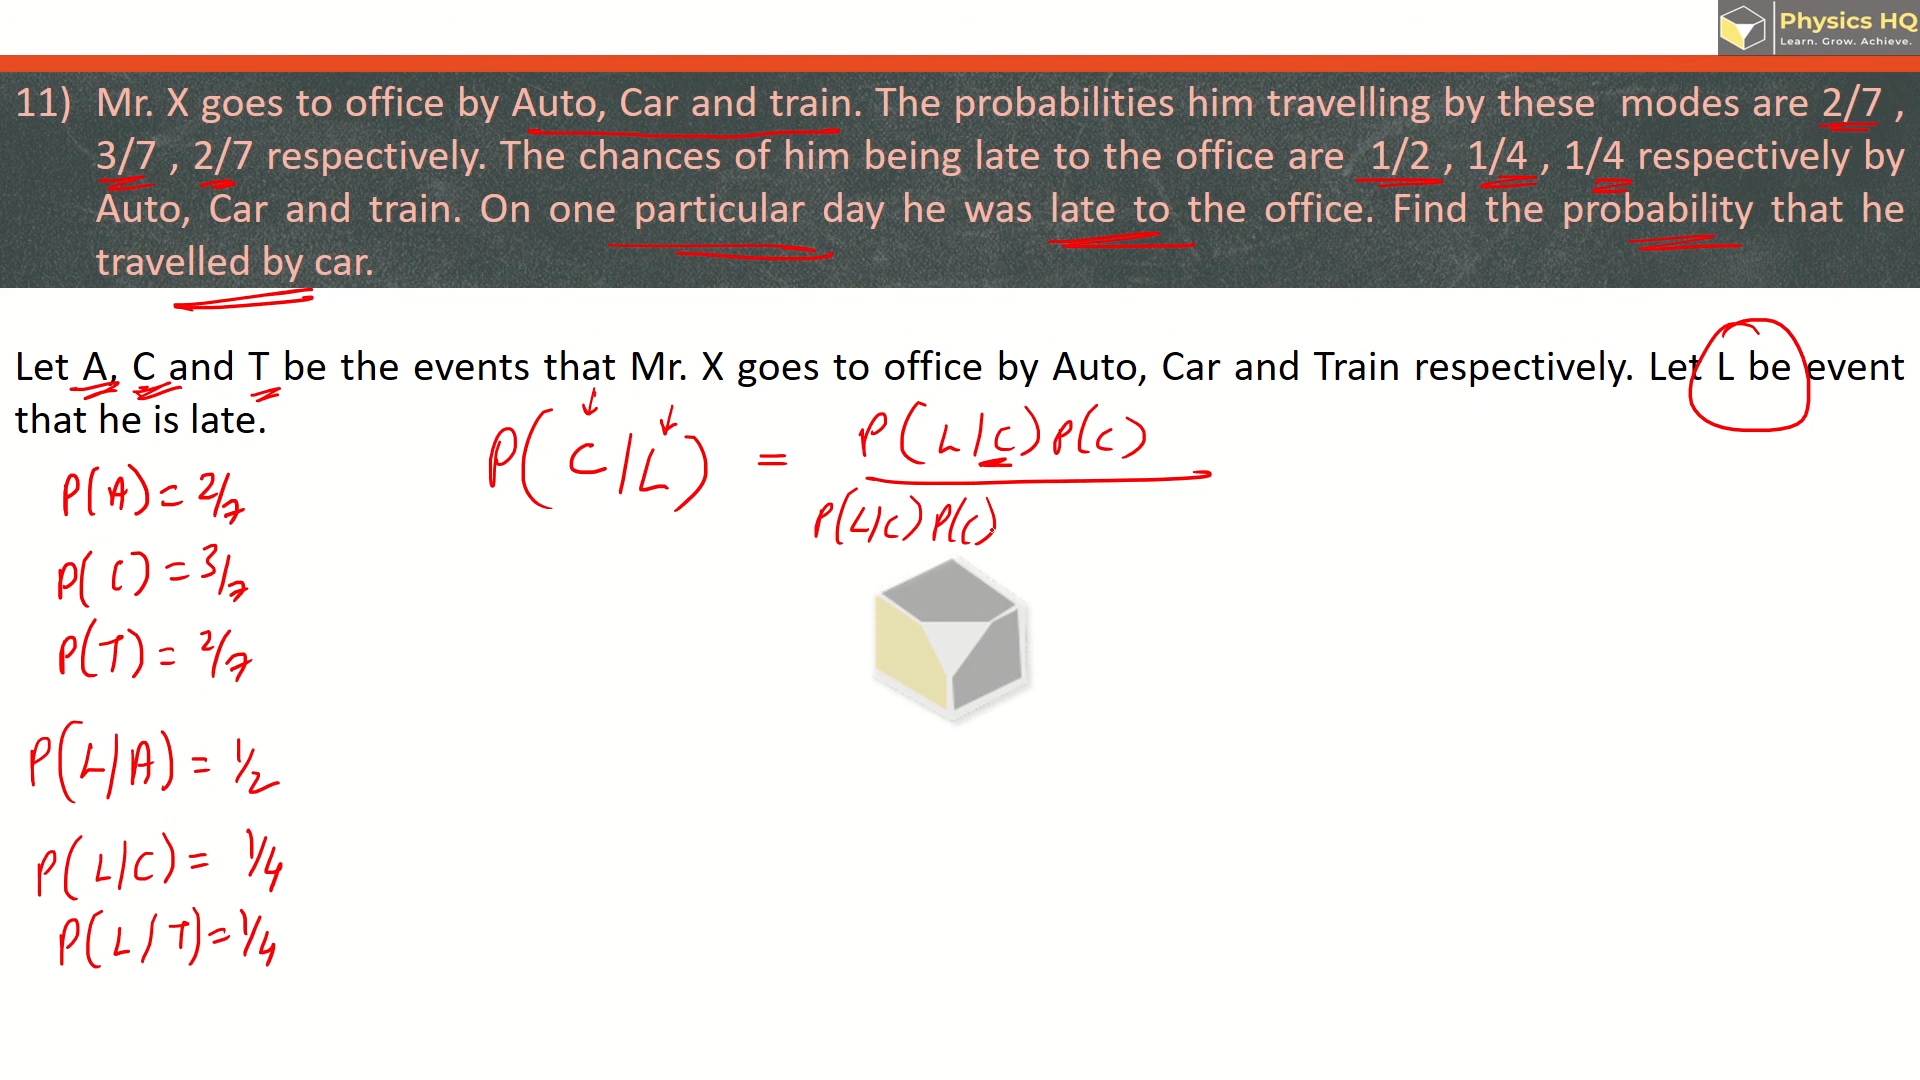 Physics HQ
Learn. Grow. Achieve.
11) Mr. X goes to office by Auto, Car and train. The probabilities him travelling by these modes are 2/7 ,
3/7 , 2/7 respectively. The chances of him being late to the office are 1/2 , 1/4 , 1/4 respectively by
Auto, Car and train. On one particular day he was late to the office. Find the probability that he
travelled by car.
Let A, C and T be the events that Mr. X goes to office by Auto, Car and Train respectively. Let L be event
that he is late.
P(C/L) = P(L/C)P(C)
P(L/C)P(C)
P(A)=2/7
P(C)=3/7
P(T)=2/7
P(L/A)=1/2
P(L/C)=1/4
P(L/T)=1/4